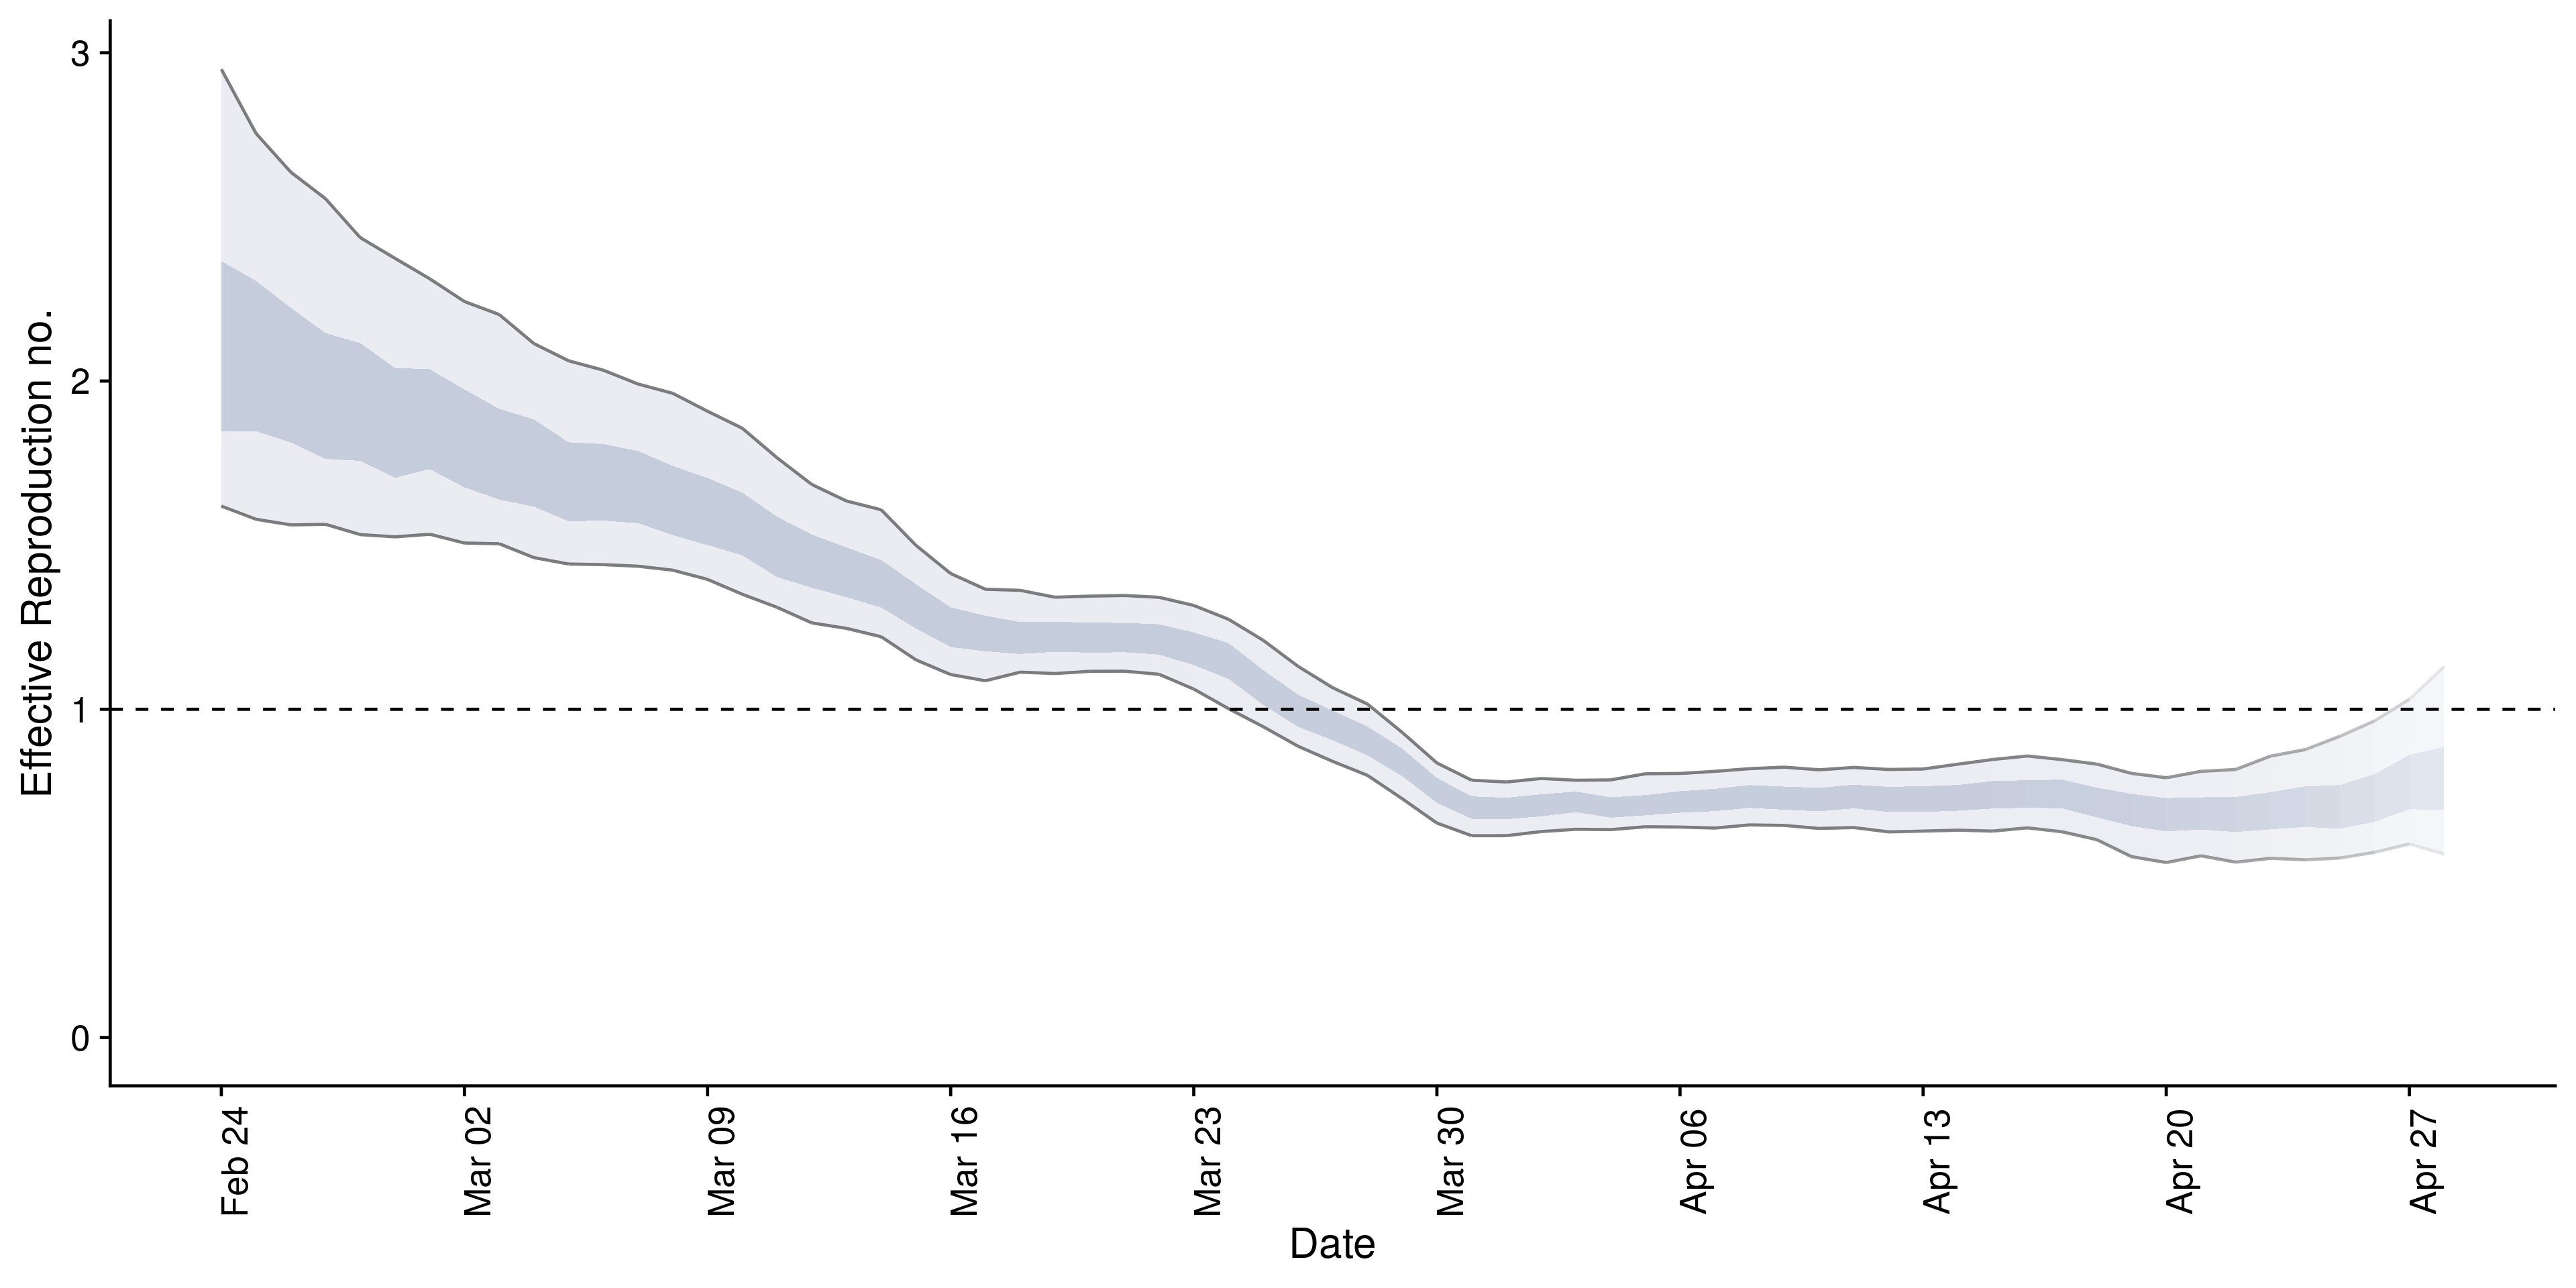 Effective Reproduction no.
3
2
1
0
Feb 24
Mar 02
Mar 09
Mar 16
Mar 23
Mar 30
Apr 06
Apr 13
Apr 20
Apr 27
Date